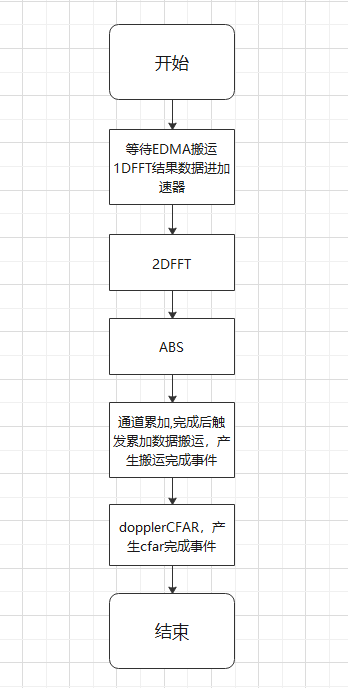 开始
等待EDMA搬运
1DFFT结果数据进加
速器
2DFFT
ABS
通道累加,完成后触
发累加数据搬运，产
生搬运完成事件
dopplerCFAR，产
生cfar完成事件
结束